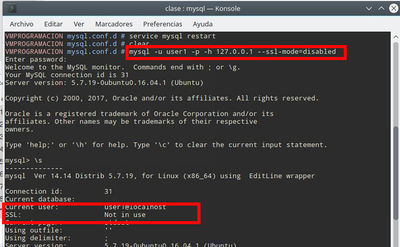 clase : mysql — Konsole
Archivo Editar Ver Marcadores Preferencias Ayuda
VMPROGRAMACION mysql.conf.d # service mysql restart
VMPROGRAMACION mysql.conf.d # clear
VMPROGRAMACION mysql.conf.d # mysql -u user1 -p -h 127.0.0.1 --ssl-mode=disabled
Enter password:
Welcome to the MySQL monitor. Commands end with ; or \g.
Your MySQL connection id is 31
Server version: 5.7.19-0ubuntu0.16.04.1 (Ubuntu)
Copyright (c) 2000, 2017, Oracle and/or its affiliates. All rights reserved.
Oracle is a registered trademark of Oracle Corporation and/or its
affiliates. Other names may be trademarks of their respective
owners.
Type 'help;' or '\h' for help. Type '\c' to clear the current input statement.
mysql> \s
--------------
mysql Ver 14.14 Distrib 5.7.19, for Linux (x86_64) using EditLine wrapper
Connection id: 31
Current database:
Current user: user1@localhost
SSL: Not in use
Using outfile: ''
Using delimiter: ;
Server version: 5.7.19-0ubuntu0.16.04.1 (Ubuntu)